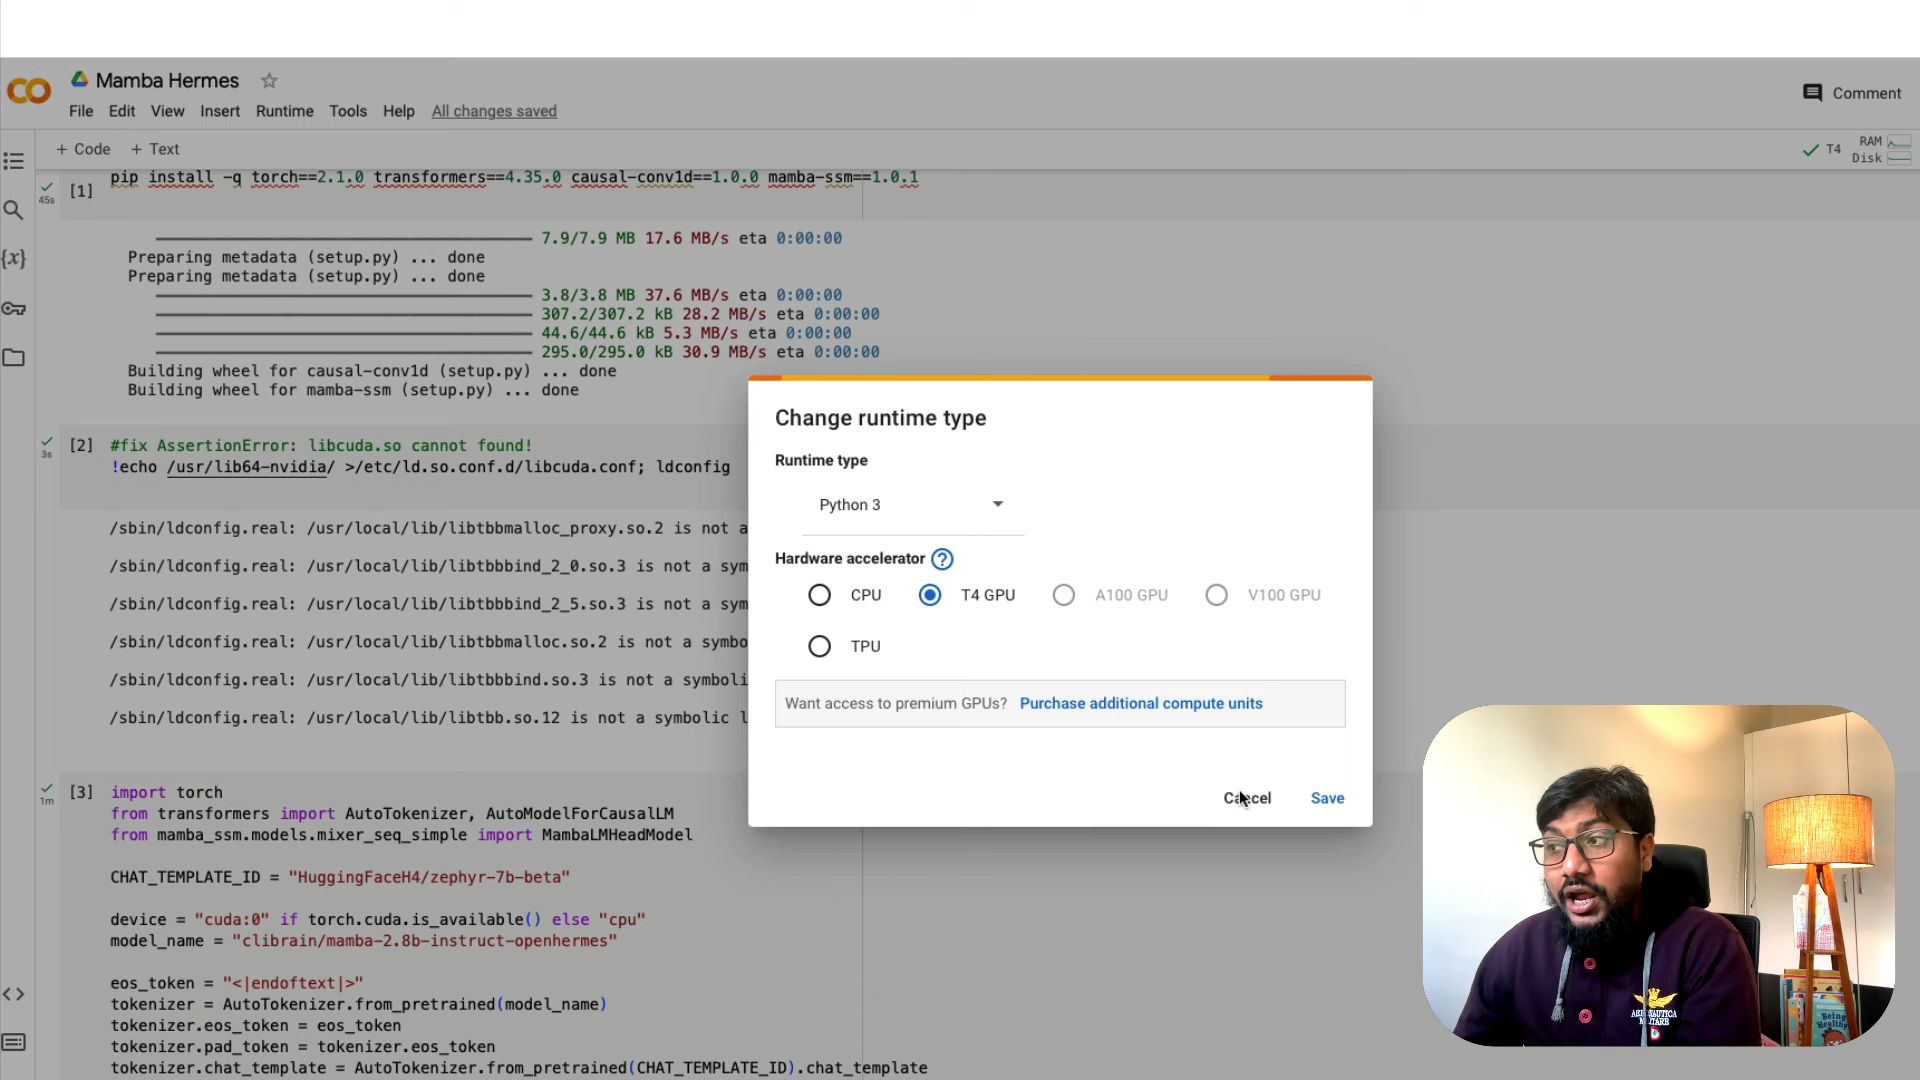 Mamba Hermes
File Edit View Insert Runtime Tools Help All changes saved
Comment
+ Code + Text
T4 RAM Disk
[1] pip install -q torch==2.1.0 transformers==4.35.0 causal-conv1d==1.0.0 mamba-ssm==1.0.1
45s
7.9/7.9 MB 17.6 MB/s eta 0:00:00
Preparing metadata (setup.py) ... done
Preparing metadata (setup.py) ... done
3.8/3.8 MB 37.6 MB/s eta 0:00:00
307.2/307.2 kB 28.2 MB/s eta 0:00:00
44.6/44.6 kB 5.3 MB/s eta 0:00:00
295.0/295.0 kB 30.9 MB/s eta 0:00:00
Building wheel for causal-conv1d (setup.py) ... done
Building wheel for mamba-ssm (setup.py) ... done
[2] #fix AssertionError: libcuda.so cannot found!
3s
!echo /usr/lib64-nvidia/ >/etc/ld.so.conf.d/libcuda.conf; ldconfig
/sbin/ldconfig.real: /usr/local/lib/libtbbmalloc_proxy.so.2 is not a
/sbin/ldconfig.real: /usr/local/lib/libtbbbind_2_0.so.3 is not a sym
/sbin/ldconfig.real: /usr/local/lib/libtbbbind_2_5.so.3 is not a sym
/sbin/ldconfig.real: /usr/local/lib/libtbbmalloc.so.2 is not a symbo
/sbin/ldconfig.real: /usr/local/lib/libtbbbind.so.3 is not a symboli
/sbin/ldconfig.real: /usr/local/lib/libtbb.so.12 is not a symbolic l
[3] import torch
1m
from transformers import AutoTokenizer, AutoModelForCausalLM
from mamba_ssm.models.mixer_seq_simple import MambaLMHeadModel
CHAT_TEMPLATE_ID = "HuggingFaceH4/zephyr-7b-beta"
device = "cuda:0" if torch.cuda.is_available() else "cpu"
model_name = "clibrain/mamba-2.8b-instruct-openhermes"
eos_token = "<|endoftext|>"
tokenizer = AutoTokenizer.from_pretrained(model_name)
tokenizer.eos_token = eos_token
tokenizer.pad_token = tokenizer.eos_token
tokenizer.chat_template = AutoTokenizer.from_pretrained(CHAT_TEMPLATE_ID).chat_template
Change runtime type
Runtime type
Python 3
Hardware accelerator ?
CPU T4 GPU A100 GPU V100 GPU
TPU
Want access to premium GPUs? Purchase additional compute units
Cancel Save
AERONAUTICA
MILITARE
Being
Healthy